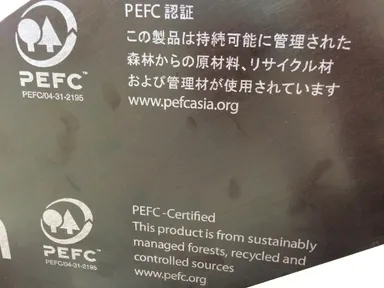 PEFC 認証
この製品は持続可能に管理された
森林からの原材料、リサイクル材
および管理材が使用されています
www.pefcasia.org
PEFC™
PEFC/04-31-2195
PEFC-Certified
This product is from sustainably
managed forests, recycled and
controlled sources
www.pefc.org
PEFC™
PEFC/04-31-2195